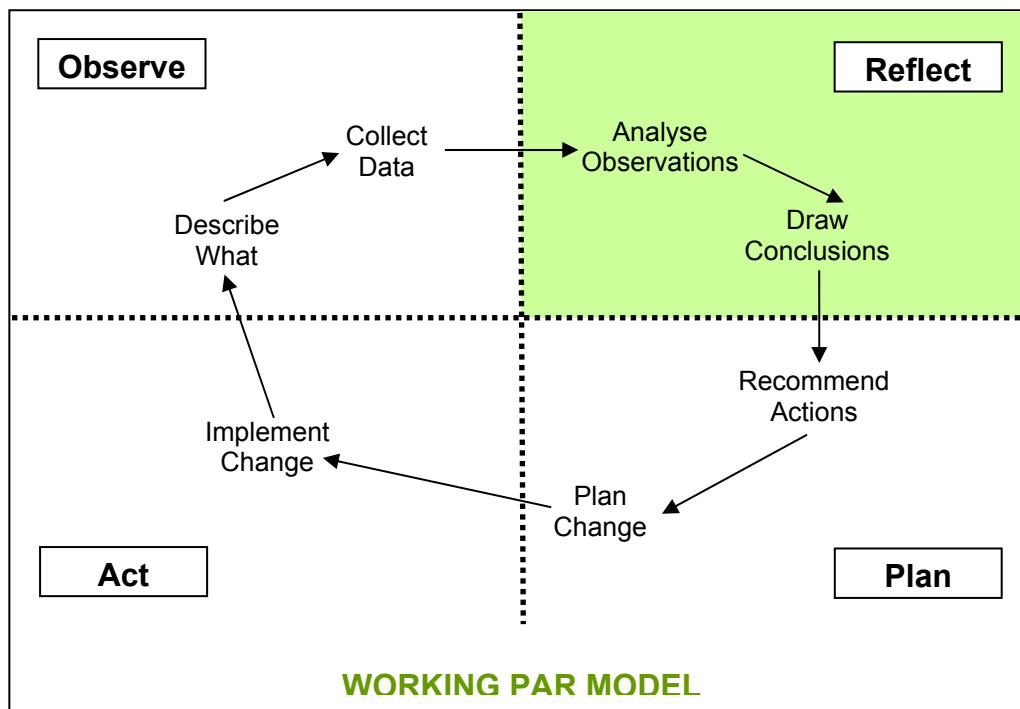 Observe
Reflect
Collect
Data
Analyse
Observations
Describe
What
Draw
Conclusions
Recommend
Actions
Implement
Change
Plan
Change
Act
Plan
WORKING PAR MODEL